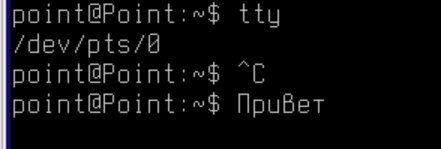 point@Point:~$ tty
/dev/pts/0
point@Point:~$ ^C
point@Point:~$ Привет